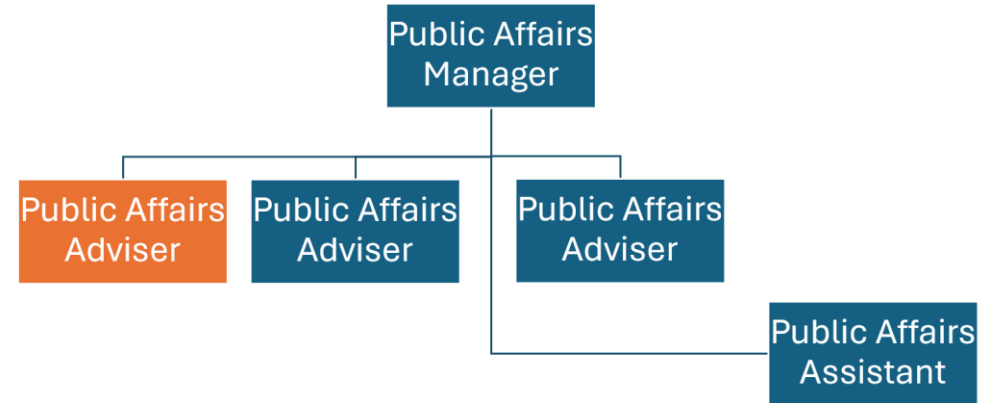 Public Affairs
Manager
Public Affairs
Adviser
Public Affairs
Adviser
Public Affairs
Adviser
Public Affairs
Assistant